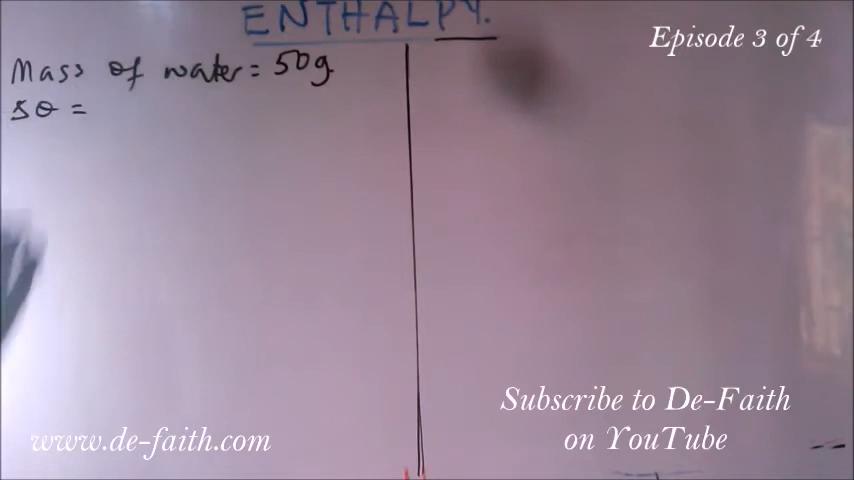 ENTHALPY.
Episode 3 of 4
Mass of water = 50g
δθ =
Subscribe to De-Faith
on YouTube
www.de-faith.com